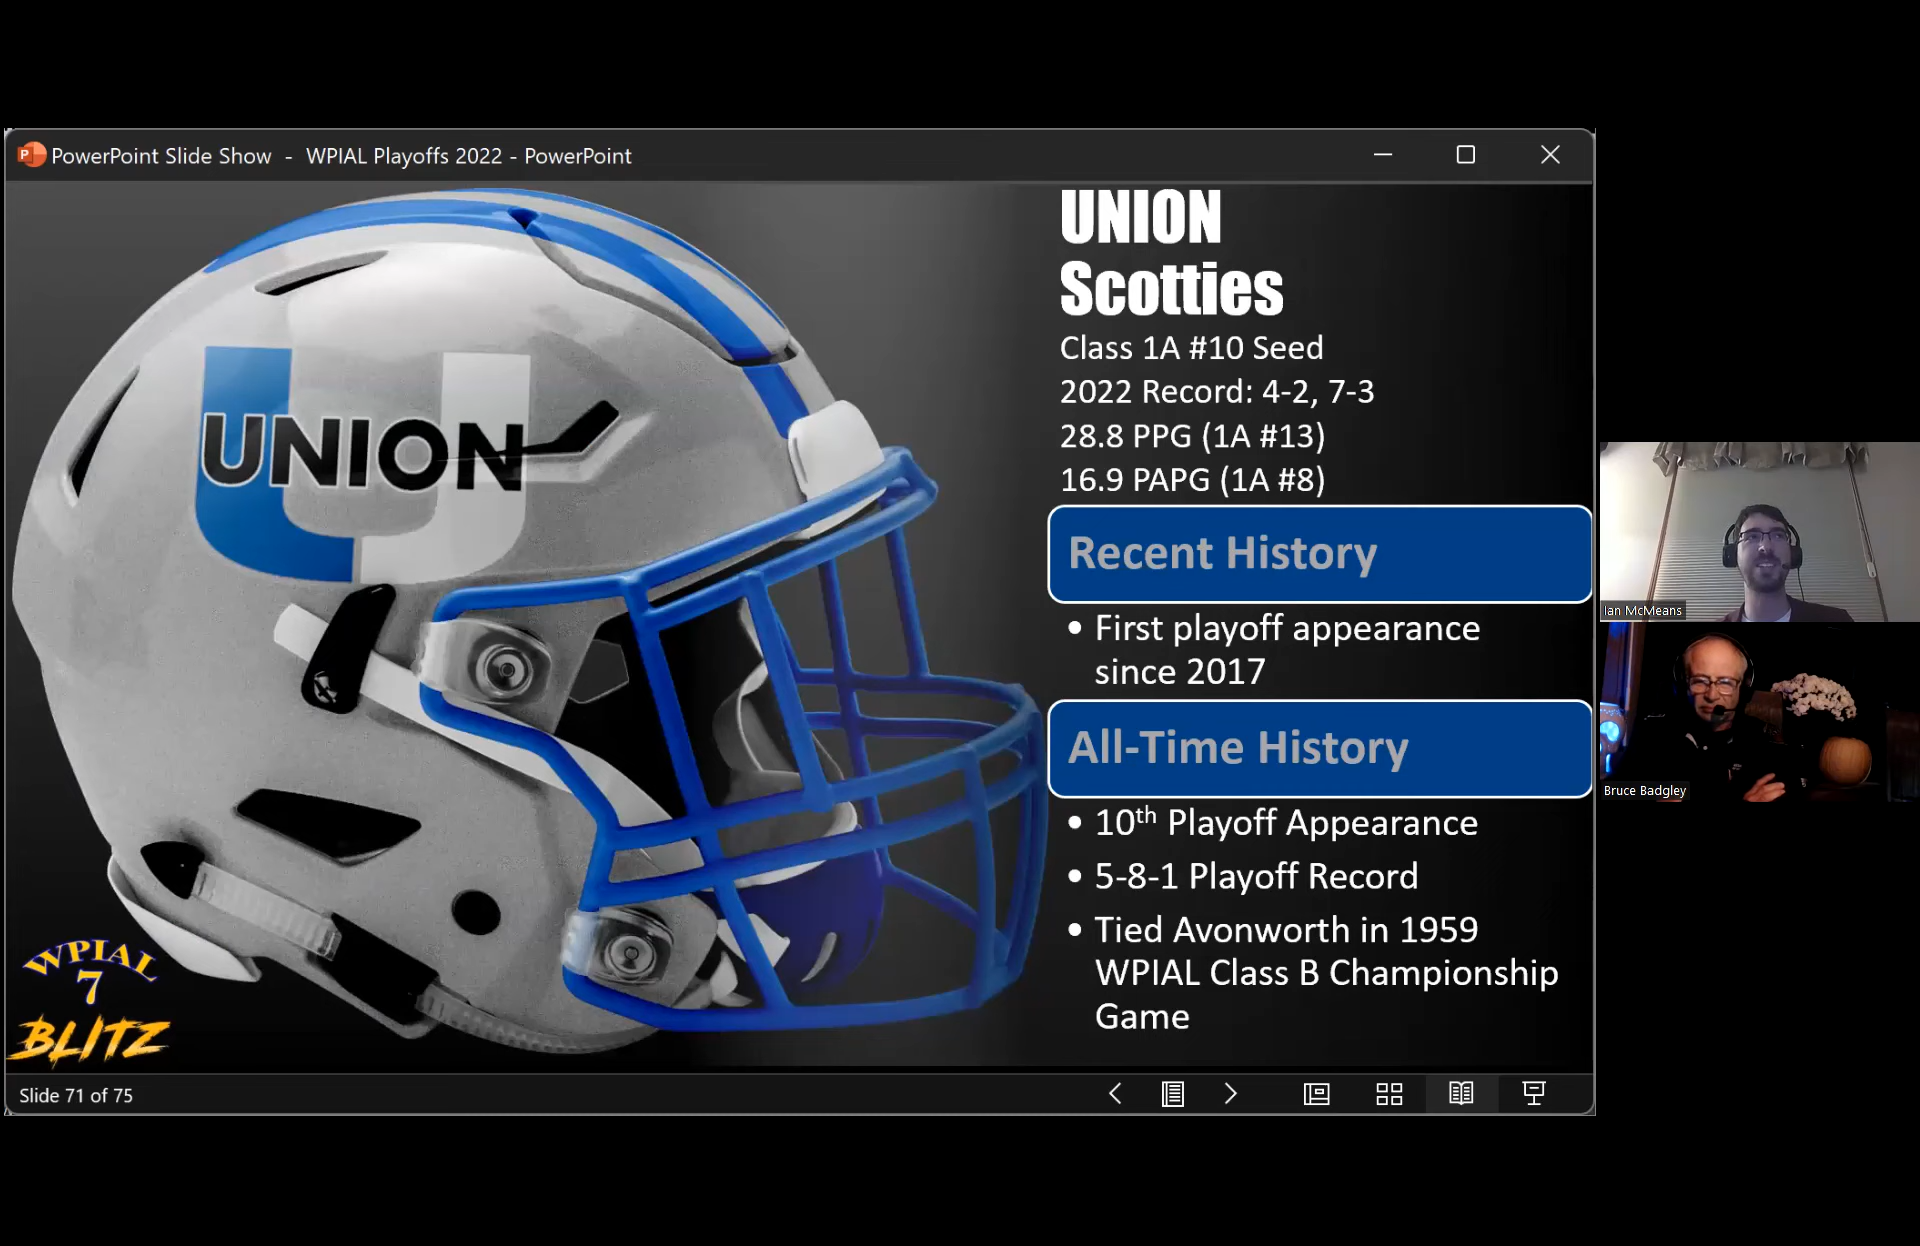 PowerPoint Slide Show - WPIAL Playoffs 2022 - PowerPoint
UNION
Scotties
Class 1A #10 Seed
2022 Record: 4-2, 7-3
28.8 PPG (1A #13)
16.9 PAPG (1A #8)
Recent History
• First playoff appearance
since 2017
All-Time History
• 10th Playoff Appearance
• 5-8-1 Playoff Record
• Tied Avonworth in 1959
WPIAL Class B Championship
Game
UNION
WPIAL
7
BLITZ
Slide 71 of 75
Ian McMeans
Bruce Badgley